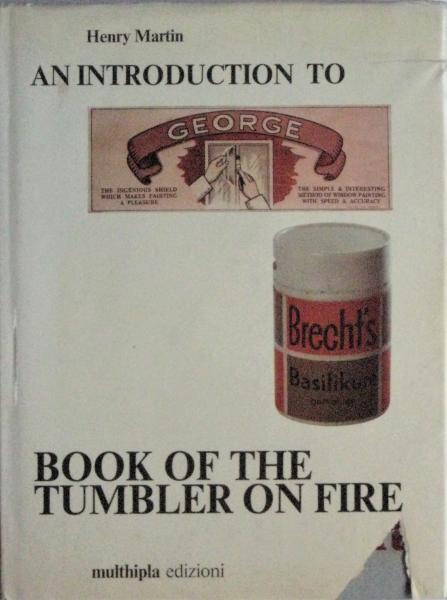 Henry Martin
AN INTRODUCTION TO
GEORGE
THE INGENIOUS SHIELD
WHICH MAKES PAINTING
A PLEASURE
THE SIMPLE & INTERESTING
METHOD OF WINDOW PAINTING
WITH SPEED & ACCURACY
Brecht's
Basilikum
BOOK OF THE
TUMBLER ON FIRE
multhipla edizioni